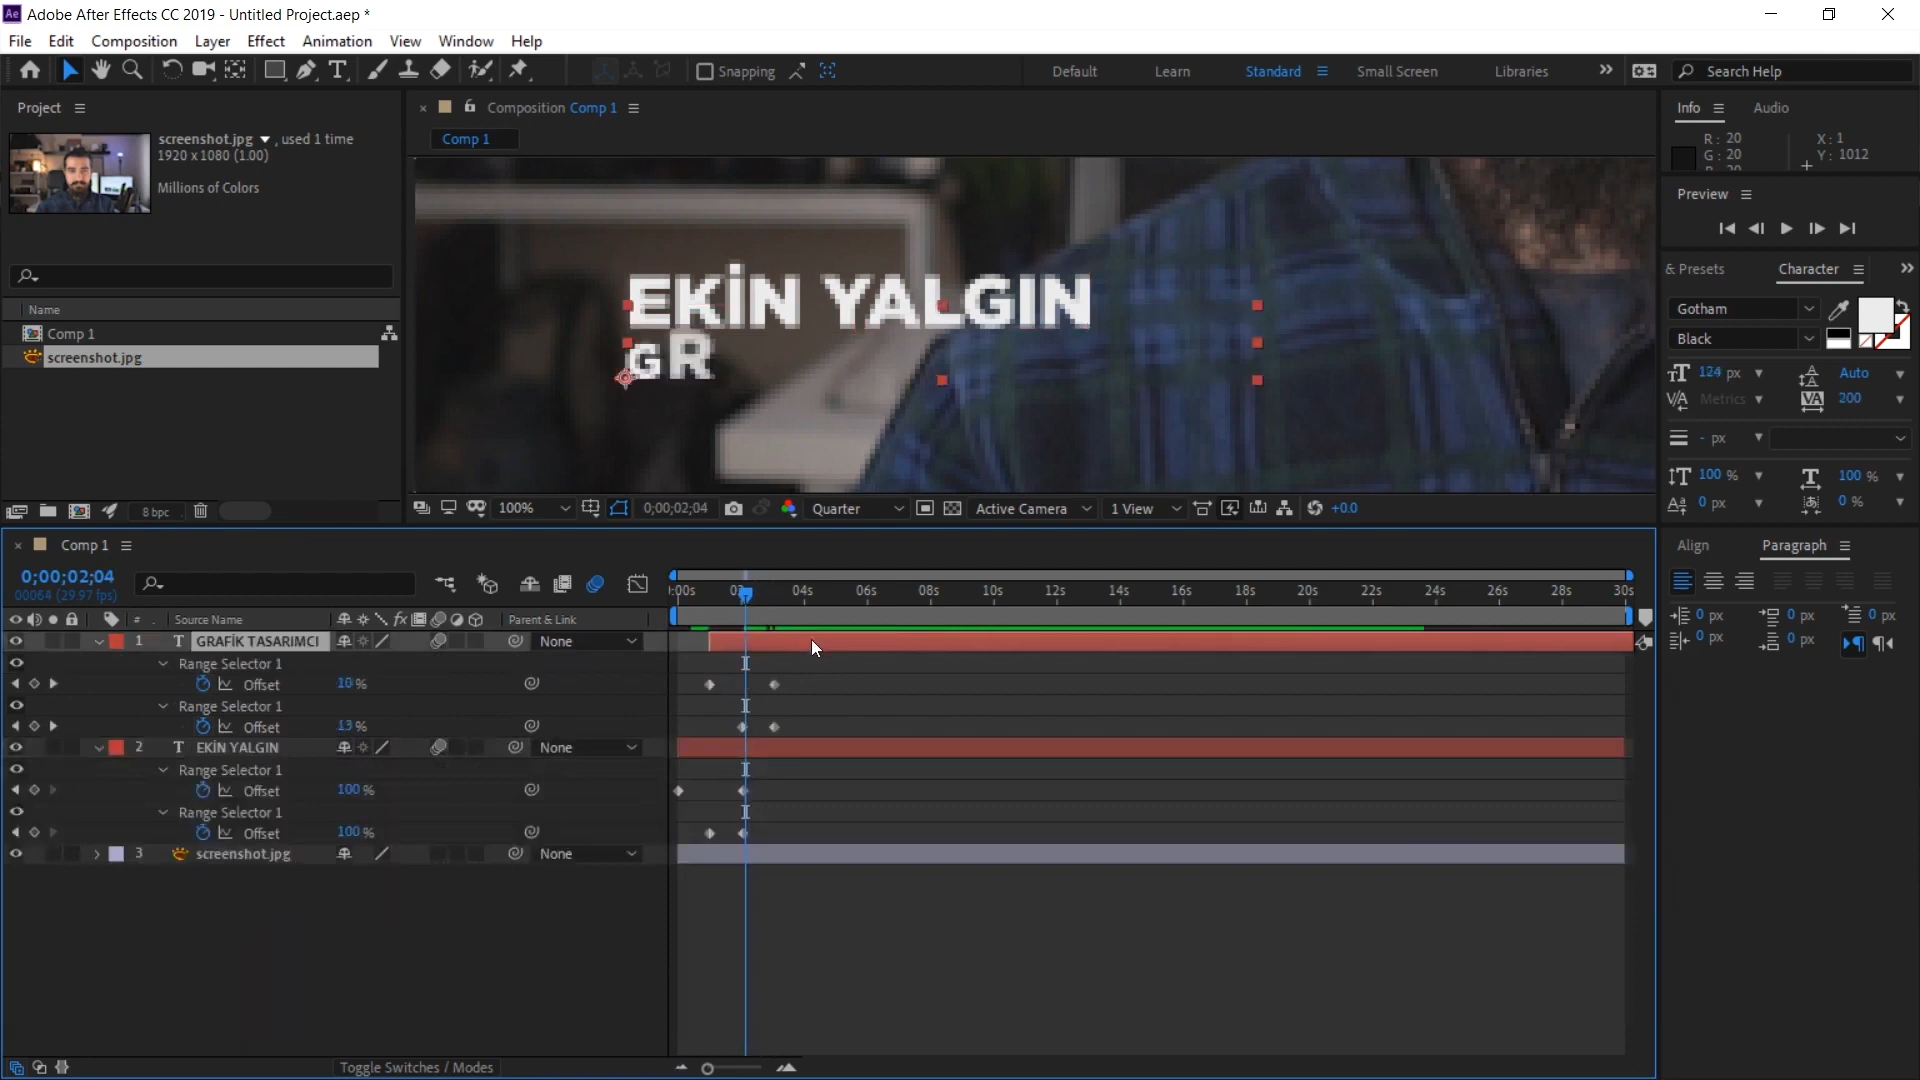 Adobe After Effects CC 2019 - Untitled Project.aep *
File Edit Composition Layer Effect Animation View Window Help
Snapping
Default Learn Standard Small Screen Libraries
Search Help
Project
screenshot.jpg , used 1 time
1920 x 1080 (1.00)
Millions of Colors
Name
Comp 1
screenshot.jpg
8 bpc
Composition Comp 1
Comp 1
EKİN YALGIN
GR
100% 0;00;02;04 Quarter Active Camera 1 View +0.0
Info Audio
R: 20 X: 1
G: 20 Y: 1012
Preview
& Presets Character
Gotham
Black
124 px Auto
Metrics 200
- px
100 % 100 %
0 px 0 %
Align Paragraph
0 px 0 px 0 px
0 px 0 px
Comp 1
0;00;02;04
00064 (29.97 fps)
:00s 04s 06s 08s 10s 12s 14s 16s 18s 20s 22s 24s 26s 28s 30s
# Source Name Parent & Link
1 T GRAFİK TASARIMCI None
Range Selector 1
Offset 10 %
Range Selector 1
Offset 13 %
2 T EKİN YALGIN None
Range Selector 1
Offset 100 %
Range Selector 1
Offset 100 %
3 screenshot.jpg None
Toggle Switches / Modes